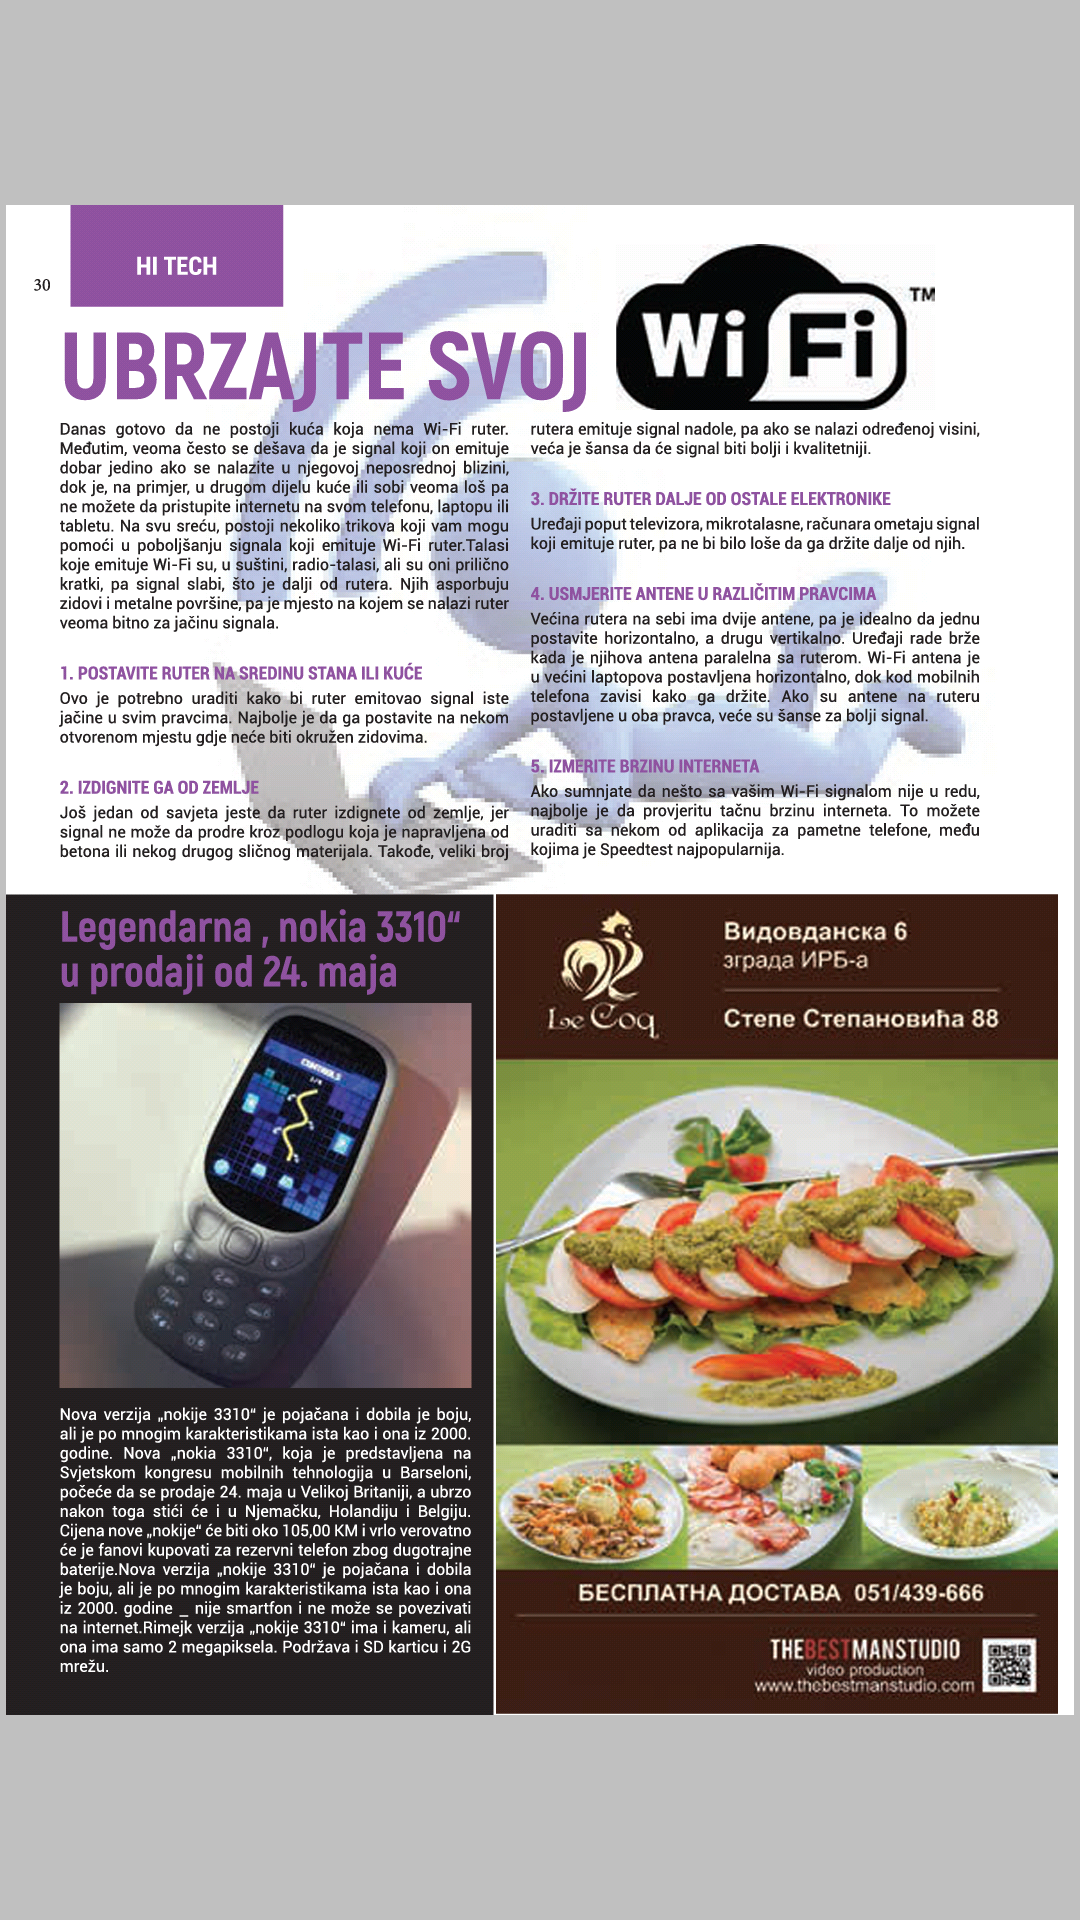 30
HI TECH
UBRZAJTE SVOJ
Wi Fi
TM
Danas gotovo da ne postoji kuća koja nema Wi-Fi ruter.
Međutim, veoma često se dešava da je signal koji on emituje
dobar jedino ako se nalazite u njegovoj neposrednoj blizini,
dok je, na primjer, u drugom dijelu kuće ili sobi veoma loš pa
ne možete da pristupite internetu na svom telefonu, laptopu ili
tabletu. Na svu sreću, postoji nekoliko trikova koji vam mogu
pomoći u poboljšanju signala koji emituje Wi-Fi ruter.Talasi
koje emituje Wi-Fi su, u suštini, radio-talasi, ali su oni prilično
kratki, pa signal slabi, što je dalji od rutera. Njih asporbuju
zidovi i metalne površine, pa je mjesto na kojem se nalazi ruter
veoma bitno za jačinu signala.
1. POSTAVITE RUTER NA SREDINU STANA ILI KUĆE
Ovo je potrebno uraditi kako bi ruter emitovao signal iste
jačine u svim pravcima. Najbolje je da ga postavite na nekom
otvorenom mjestu gdje neće biti okružen zidovima.
2. IZDIGNITE GA OD ZEMLJE
Još jedan od savjeta jeste da ruter izdignete od zemlje, jer
signal ne može da prodre kroz podlogu koja je napravljena od
betona ili nekog drugog sličnog materijala. Takođe, veliki broj
rutera emituje signal nadole, pa ako se nalazi određenoj visini,
veća je šansa da će signal biti bolji i kvalitetniji.
3. DRŽITE RUTER DALJE OD OSTALE ELEKTRONIKE
Uređaji poput televizora, mikrotalasne, računara ometaju signal
koji emituje ruter, pa ne bi bilo loše da ga držite dalje od njih.
4. USMJERITE ANTENE U RAZLIČITIM PRAVCIMA
Većina rutera na sebi ima dvije antene, pa je idealno da jednu
postavite horizontalno, a drugu vertikalno. Uređaji rade brže
kada je njihova antena paralelna sa ruterom. Wi-Fi antena je
u većini laptopova postavljena horizontalno, dok kod mobilnih
telefona zavisi kako ga držite. Ako su antene na ruteru
postavljene u oba pravca, veće su šanse za bolji signal.
5. IZMERITE BRZINU INTERNETA
Ako sumnjate da nešto sa vašim Wi-Fi signalom nije u redu,
najbolje je da provjeritu tačnu brzinu interneta. To možete
uraditi sa nekom od aplikacija za pametne telefone, među
kojima je Speedtest najpopularnija.
Legendarna , nokia 3310“
u prodaji od 24. maja
CONTROLS
Nova verzija „nokije 3310“ je pojačana i dobila je boju,
ali je po mnogim karakteristikama ista kao i ona iz 2000.
godine. Nova „nokia 3310“, koja je predstavljena na
Svjetskom kongresu mobilnih tehnologija u Barseloni,
počeće da se prodaje 24. maja u Velikoj Britaniji, a ubrzo
nakon toga stići će i u Njemačku, Holandiju i Belgiju.
Cijena nove „nokije“ će biti oko 105,00 KM i vrlo verovatno
će je fanovi kupovati za rezervni telefon zbog dugotrajne
baterije.Nova verzija „nokije 3310“ je pojačana i dobila
je boju, ali je po mnogim karakteristikama ista kao i ona
iz 2000. godine _ nije smartfon i ne može se povezivati
na internet.Rimejk verzija „nokije 3310“ ima i kameru, ali
ona ima samo 2 megapiksela. Podržava i SD karticu i 2G
mrežu.
Le Coq
Видовданска 6
зграда ИРБ-а
Степе Степановића 88
БЕСПЛАТНА ДОСТАВА 051/439-666
THEBESTMANSTUDIO
video production
www.thebestmanstudio.com